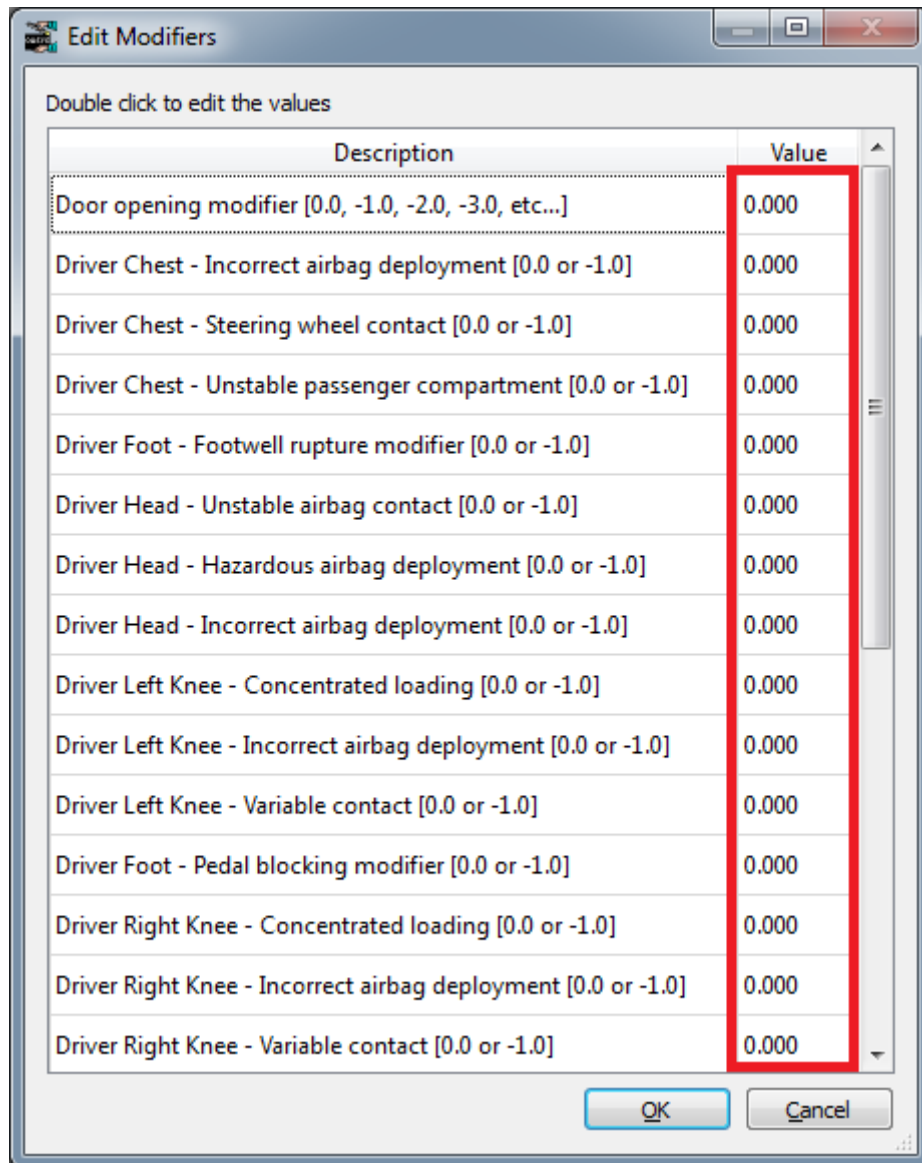 Edit Modifiers
Double click to edit the values
Description Value
Door opening modifier [0.0, -1.0, -2.0, -3.0, etc...] 0.000
Driver Chest - Incorrect airbag deployment [0.0 or -1.0] 0.000
Driver Chest - Steering wheel contact [0.0 or -1.0] 0.000
Driver Chest - Unstable passenger compartment [0.0 or -1.0] 0.000
Driver Foot - Footwell rupture modifier [0.0 or -1.0] 0.000
Driver Head - Unstable airbag contact [0.0 or -1.0] 0.000
Driver Head - Hazardous airbag deployment [0.0 or -1.0] 0.000
Driver Head - Incorrect airbag deployment [0.0 or -1.0] 0.000
Driver Left Knee - Concentrated loading [0.0 or -1.0] 0.000
Driver Left Knee - Incorrect airbag deployment [0.0 or -1.0] 0.000
Driver Left Knee - Variable contact [0.0 or -1.0] 0.000
Driver Foot - Pedal blocking modifier [0.0 or -1.0] 0.000
Driver Right Knee - Concentrated loading [0.0 or -1.0] 0.000
Driver Right Knee - Incorrect airbag deployment [0.0 or -1.0] 0.000
Driver Right Knee - Variable contact [0.0 or -1.0] 0.000
OK Cancel